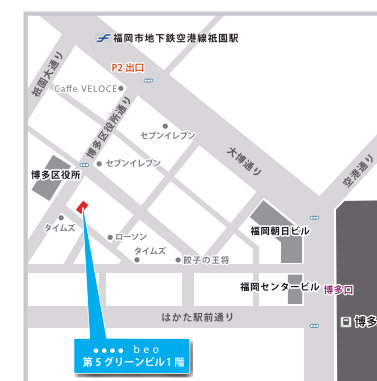 福岡市地下鉄空港線祇園駅
P2 出口
祇園大通り
Caffe VELOCE
博多区役所通り
セブンイレブン
大博通り
空港通り
セブンイレブン
博多区役所
タイムズ
ローソン
福岡朝日ビル
タイムズ
餃子の王将
福岡センタービル
博多口
はかた駅前通り
博多
●●●● beo
第5グリーンビル1階